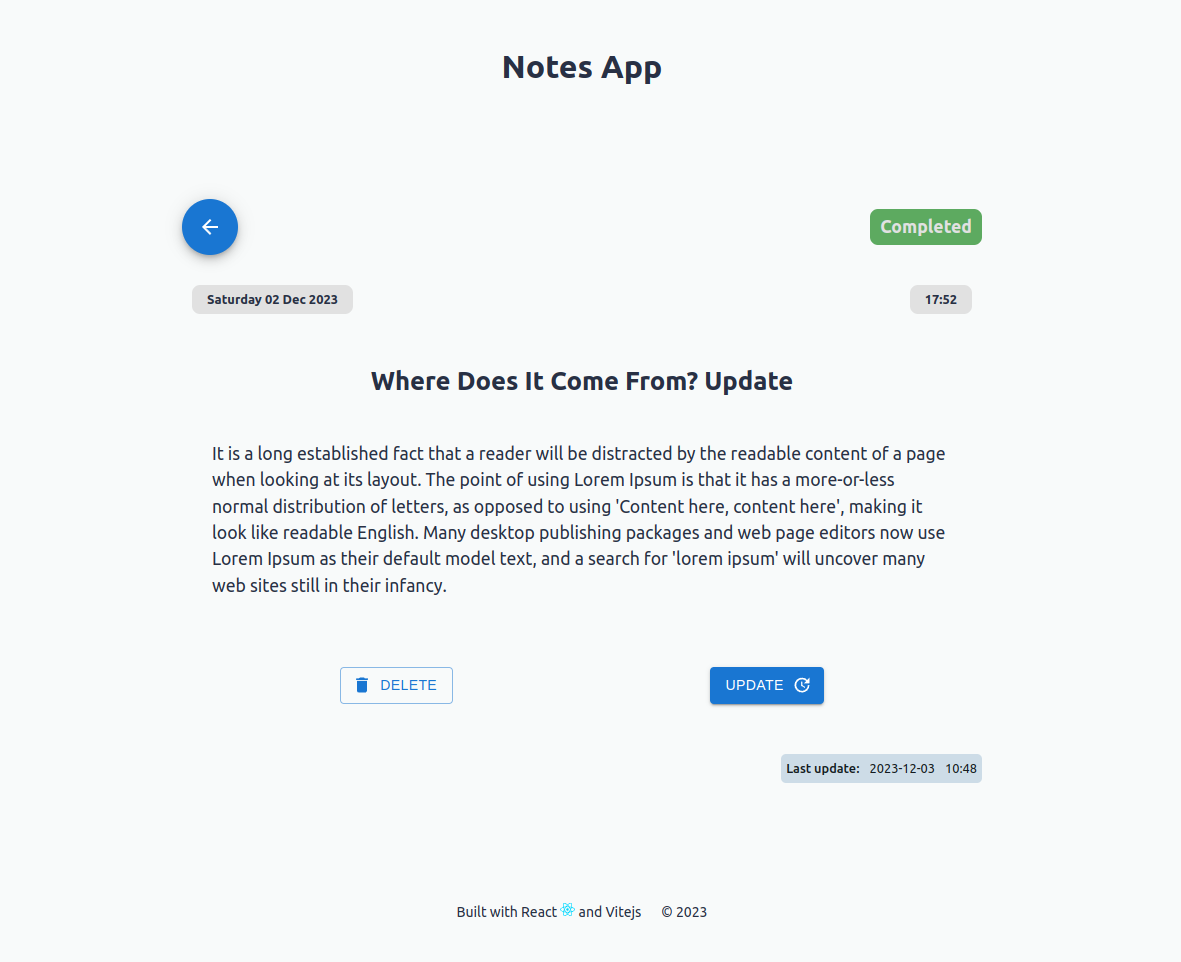 Notes App
Completed
Saturday 02 Dec 2023
17:52
Where Does It Come From? Update
It is a long established fact that a reader will be distracted by the readable content of a page
when looking at its layout. The point of using Lorem Ipsum is that it has a more-or-less
normal distribution of letters, as opposed to using 'Content here, content here', making it
look like readable English. Many desktop publishing packages and web page editors now use
Lorem Ipsum as their default model text, and a search for 'lorem ipsum' will uncover many
web sites still in their infancy.
DELETE
UPDATE
Last update: 2023-12-03 10:48
Built with React and Vitejs © 2023